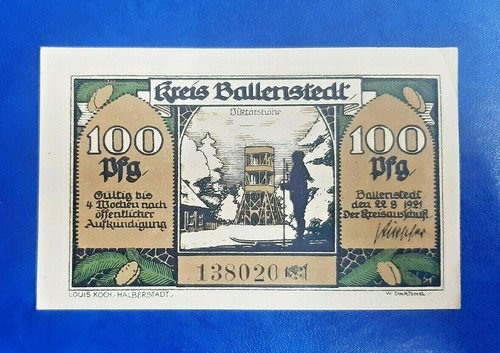 Kreis Ballenstedt
Viktorshöhe
100
Pfg
Gültig bis
4 Wochen nach
öffentlicher
Aufkündigung
100
Pfg
Ballenstedt
den 22 8 1921
Der Kreisausschuß
138020
LOUIS KOCH-HALBERSTADT